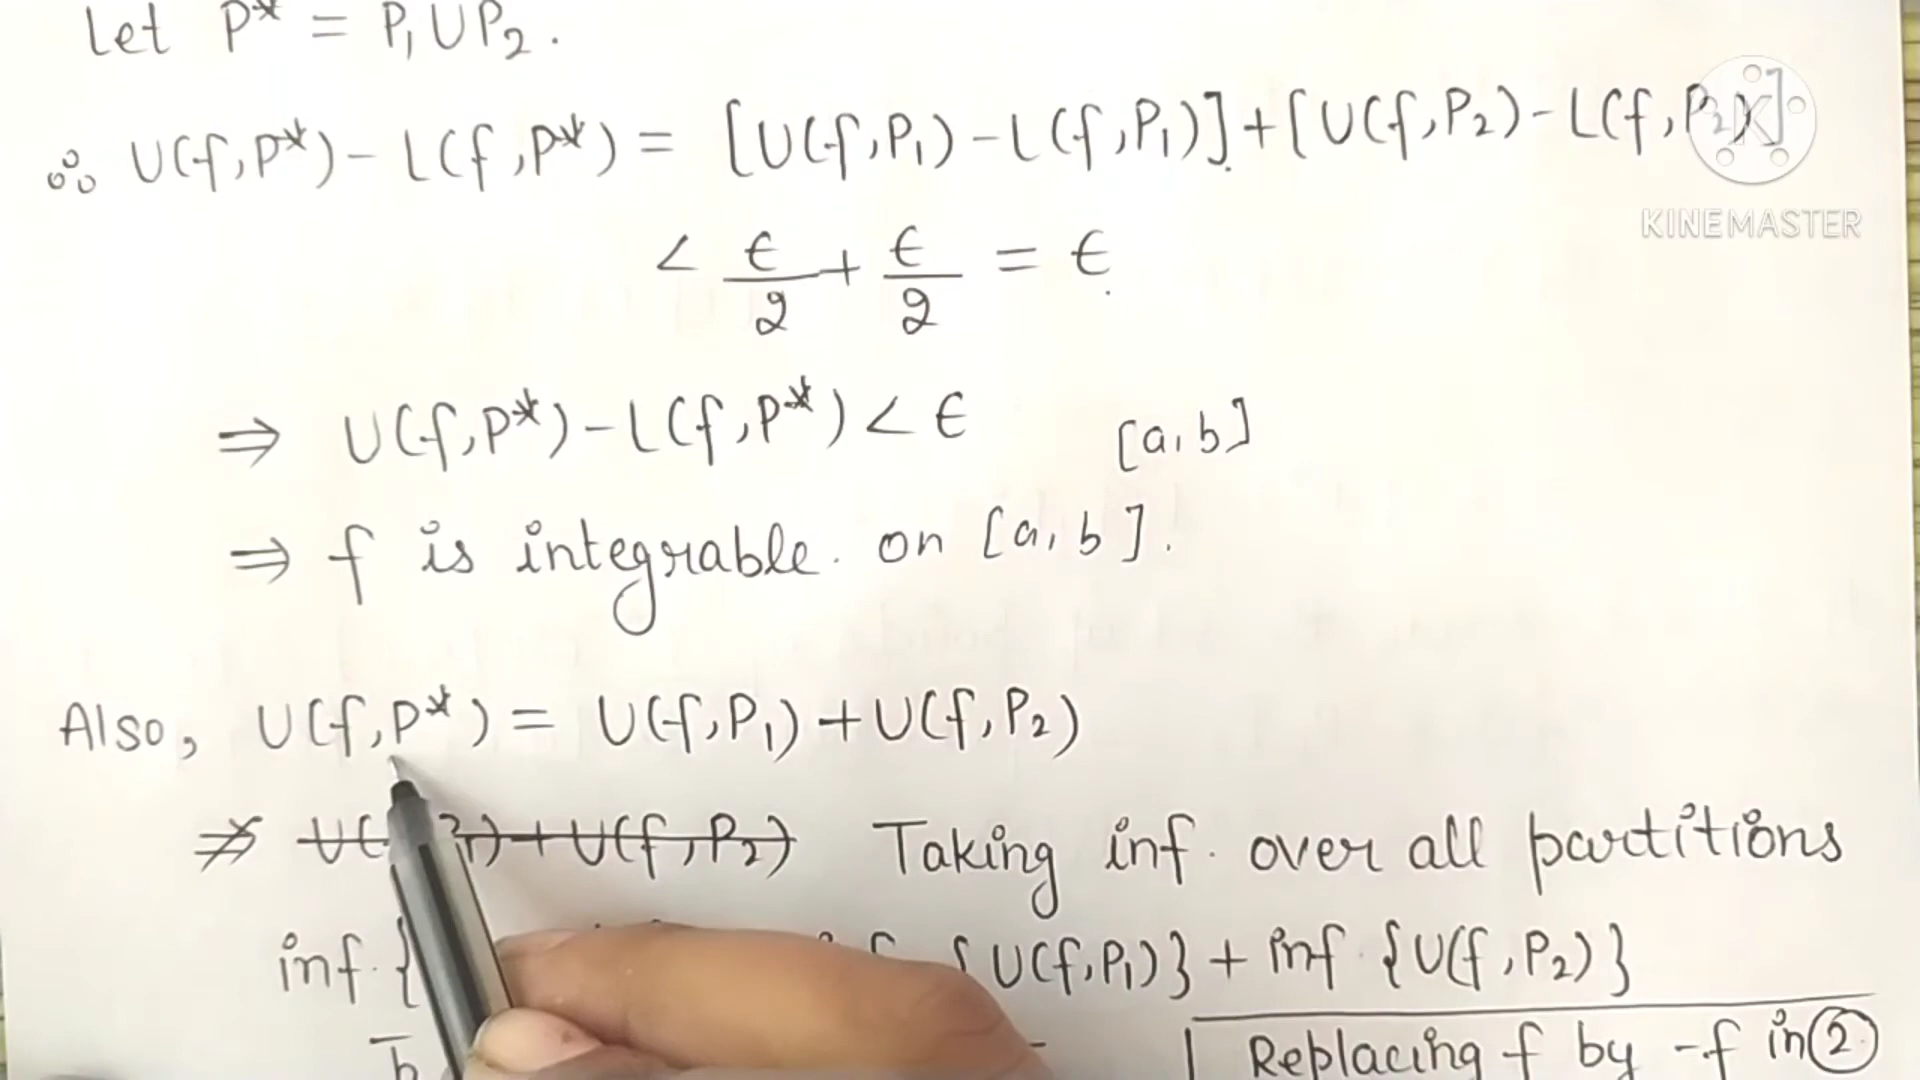 Let P* = P₁UP₂.
∴ U(f,P*) - L(f,P*) = [U(f,P₁) - L(f,P₁)] + [U(f,P₂) - L(f,P₂)]
KINEMASTER
< ϵ/2 + ϵ/2 = ϵ
⇒ U(f,P*) - L(f,P*) < ϵ [a,b]
⇒ f is integrable. on [a,b].
Also, U(f,P*) = U(f,P₁) + U(f,P₂)
⇒ U( ) + U(f,P₂) Taking inf. over all partitions
inf. { {U(f,P₁)} + inf. {U(f,P₂)}
Replacing f by -f in ②